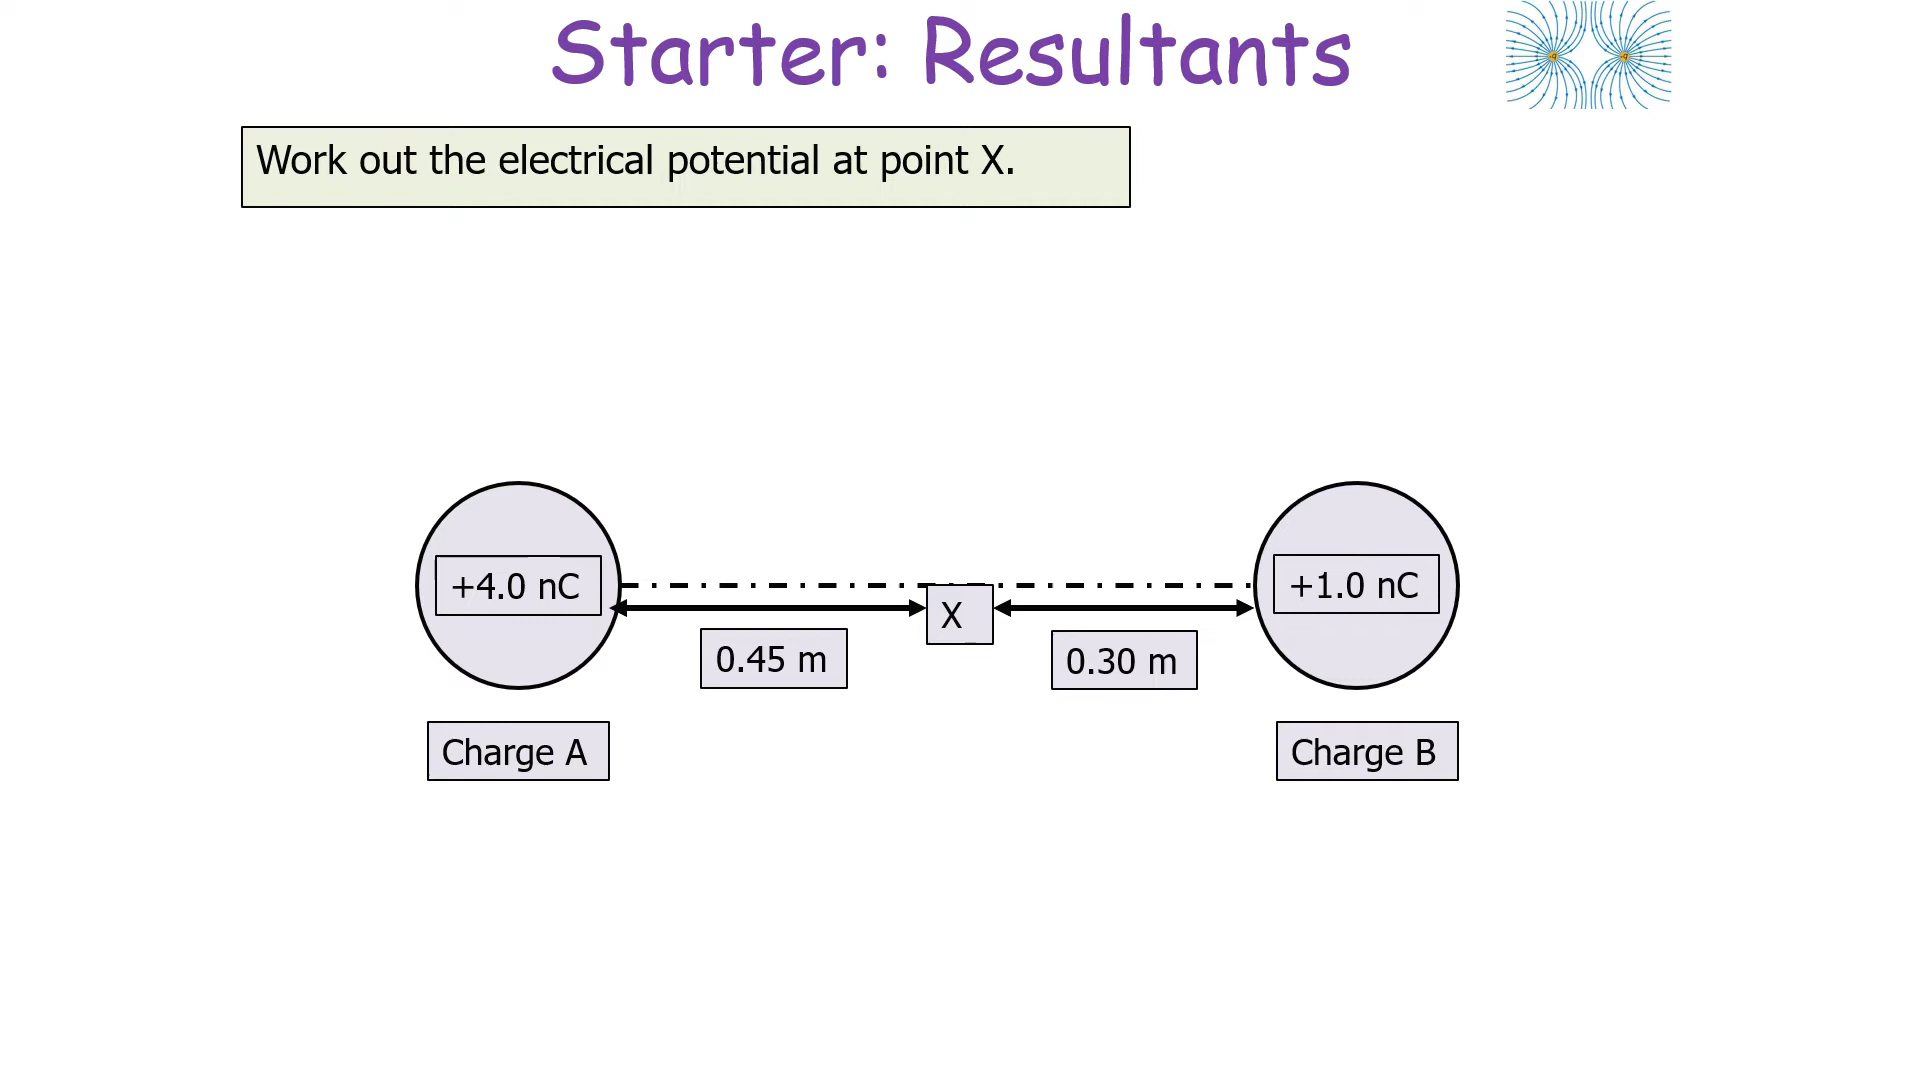 Starter: Resultants
Work out the electrical potential at point X.
+4.0 nC
+1.0 nC
X
0.45 m
0.30 m
Charge A
Charge B